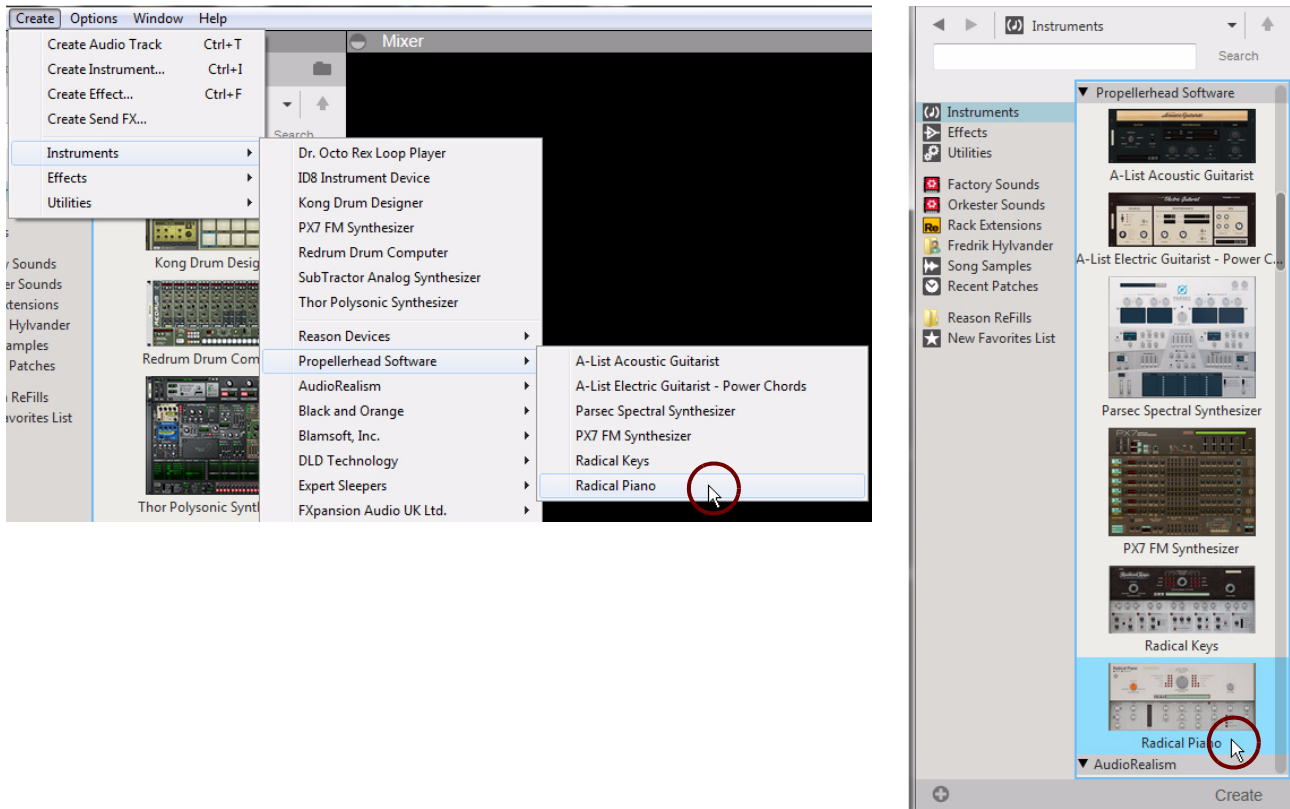 Create Options Window Help
Create Audio Track Ctrl+T
Create Instrument... Ctrl+I
Create Effect... Ctrl+F
Create Send FX...
Instruments
Effects
Utilities
Mixer
Search
Dr. Octo Rex Loop Player
ID8 Instrument Device
Kong Drum Designer
PX7 FM Synthesizer
Redrum Drum Computer
SubTractor Analog Synthesizer
Thor Polysonic Synthesizer
Reason Devices
Propellerhead Software
AudioRealism
Black and Orange
Blamsoft, Inc.
DLD Technology
Expert Sleepers
FXpansion Audio UK Ltd.
A-List Acoustic Guitarist
A-List Electric Guitarist - Power Chords
Parsec Spectral Synthesizer
PX7 FM Synthesizer
Radical Keys
Radical Piano
s
y Sounds
er Sounds
xtensions
Hylvander
amples
Patches
ReFills
avorites List
Kong Drum Desig
Redrum Drum Com
Thor Polysonic Synt
Instruments
Search
Instruments
Effects
Utilities
Factory Sounds
Orkester Sounds
Re Rack Extensions
Fredrik Hylvander
Song Samples
Recent Patches
Reason ReFills
New Favorites List
Propellerhead Software
A-List Acoustic Guitarist
A-List Electric Guitarist - Power C...
Parsec Spectral Synthesizer
PX7
PX7 FM Synthesizer
Radical Keys
Radical Piano
AudioRealism
Create